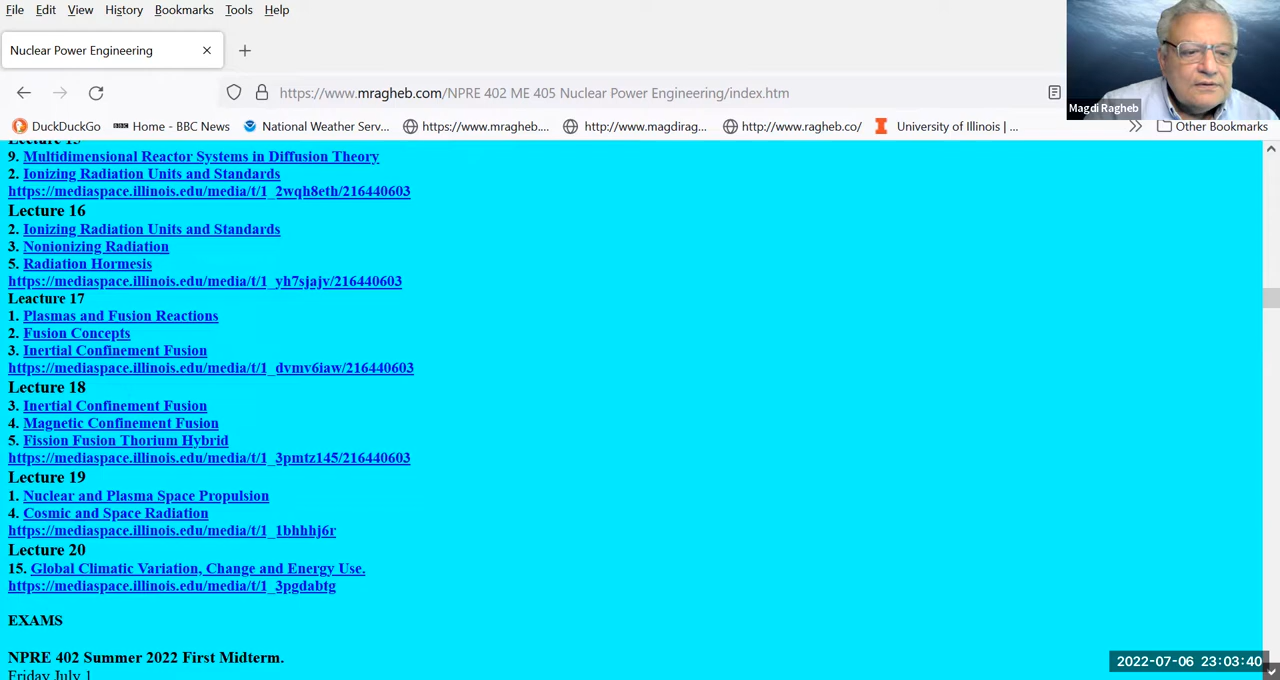 File Edit View History Bookmarks Tools Help
Nuclear Power Engineering
https://www.mragheb.com/NPRE 402 ME 405 Nuclear Power Engineering/index.htm
Magdi Ragheb
DuckDuckGo BBC Home - BBC News National Weather Serv... https://www.mragheb.... http://www.magdirag... http://www.ragheb.co/ University of Illinois | ... Other Bookmarks
Lecture 15
9. Multidimensional Reactor Systems in Diffusion Theory
2. Ionizing Radiation Units and Standards
https://mediaspace.illinois.edu/media/t/1_2wqh8eth/216440603
Lecture 16
2. Ionizing Radiation Units and Standards
3. Nonionizing Radiation
5. Radiation Hormesis
https://mediaspace.illinois.edu/media/t/1_yh7sjajv/216440603
Leacture 17
1. Plasmas and Fusion Reactions
2. Fusion Concepts
3. Inertial Confinement Fusion
https://mediaspace.illinois.edu/media/t/1_dvmv6iaw/216440603
Lecture 18
3. Inertial Confinement Fusion
4. Magnetic Confinement Fusion
5. Fission Fusion Thorium Hybrid
https://mediaspace.illinois.edu/media/t/1_3pmtz145/216440603
Lecture 19
1. Nuclear and Plasma Space Propulsion
4. Cosmic and Space Radiation
https://mediaspace.illinois.edu/media/t/1_1bhhhj6r
Lecture 20
15. Global Climatic Variation, Change and Energy Use.
https://mediaspace.illinois.edu/media/t/1_3pgdabtg
EXAMS
NPRE 402 Summer 2022 First Midterm.
Friday July 1
2022-07-06 23:03:40